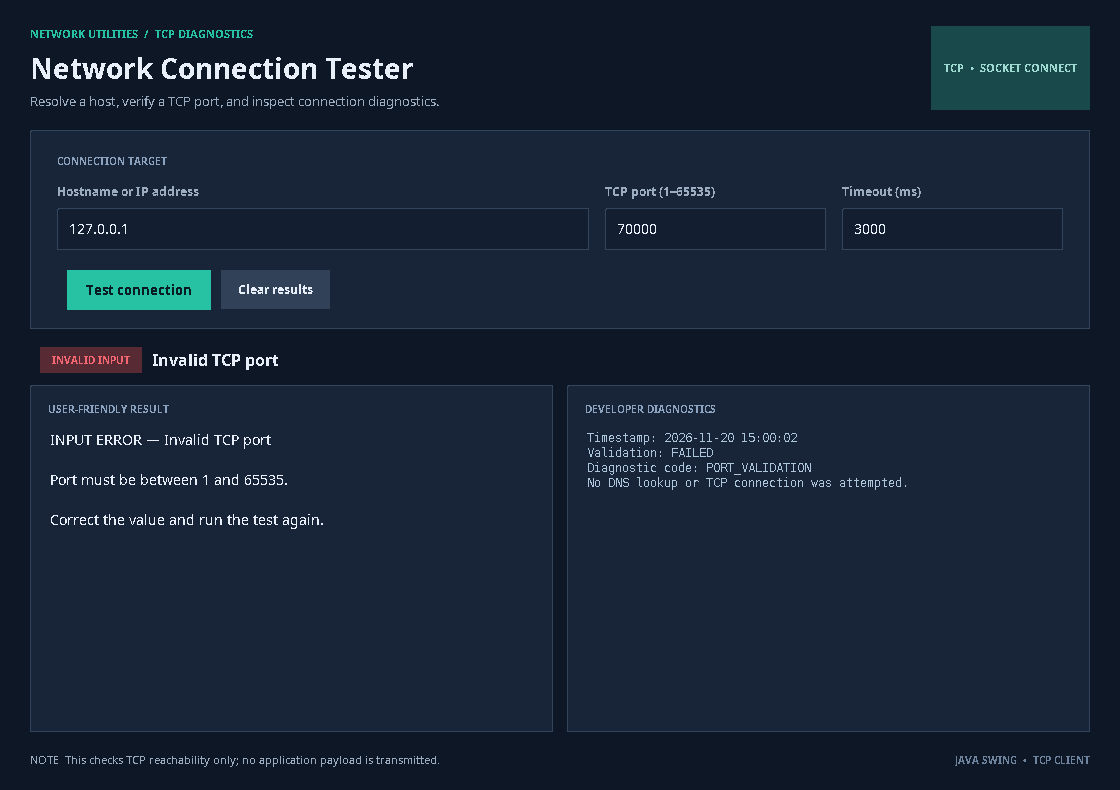 NETWORK UTILITIES / TCP DIAGNOSTICS
Network Connection Tester
Resolve a host, verify a TCP port, and inspect connection diagnostics.
TCP • SOCKET CONNECT
CONNECTION TARGET
Hostname or IP address
TCP port (1–65535)
Timeout (ms)
127.0.0.1
70000
3000
Test connection
Clear results
INVALID INPUT
Invalid TCP port
USER-FRIENDLY RESULT
INPUT ERROR — Invalid TCP port
Port must be between 1 and 65535.
Correct the value and run the test again.
DEVELOPER DIAGNOSTICS
Timestamp: 2026-11-20 15:00:02
Validation: FAILED
Diagnostic code: PORT_VALIDATION
No DNS lookup or TCP connection was attempted.
NOTE This checks TCP reachability only; no application payload is transmitted.
JAVA SWING • TCP CLIENT